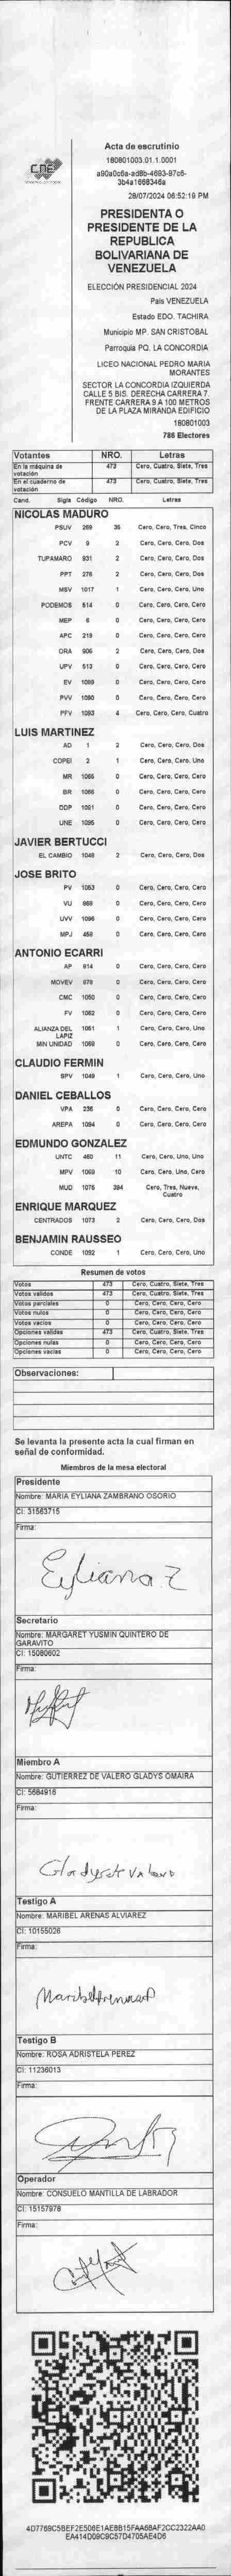 CNE
Acta de escrutinio
180801003.01.1.0001
3b4a1669346a
28/07/2024 06:52:19 PM
PRESIDENTA O
PRESIDENTE DE LA
REPUBLICA
BOLIVARIANA DE
VENEZUELA
ELECCIÓN PRESIDENCIAL 2024
País VENEZUELA
Estado EDO. TACHIRA
Municipio MP. SAN CRISTOBAL
Parroquia PQ. LA CONCORDIA
LICEO NACIONAL PEDRO MARIA
MORANTES
SECTOR LA CONCORDIA IZQUIERDA
CALLE 5 BIS. DERECHA CARRERA 7.
FRENTE CARRERA 9 A 100 METROS
DE LA PLAZA MIRANDA EDIFICIO
180801003
786 Electores
Votantes NRO. Letras
En la máquina de votación 473 Cero, Cuatro, Siete, Tres
En el cuaderno de votación 473 Cero, Cuatro, Siete, Tres
Cand. Sigla Código NRO. Letras
NICOLAS MADURO
PSUV 269 35 Cero, Cero, Tres, Cinco
PCV 9 2 Cero, Cero, Cero, Dos
TUPAMARO 931 2 Cero, Cero, Cero, Dos
PPT 276 2 Cero, Cero, Cero, Dos
MSV 1017 1 Cero, Cero, Cero, Uno
PODEMOS 514 0 Cero, Cero, Cero, Cero
MEP 6 0 Cero, Cero, Cero, Cero
APC 219 0 Cero, Cero, Cero, Cero
ORA 906 2 Cero, Cero, Cero, Dos
UPV 513 0 Cero, Cero, Cero, Cero
EV 1089 0 Cero, Cero, Cero, Cero
PVV 1090 0 Cero, Cero, Cero, Cero
PFV 1093 4 Cero, Cero, Cero, Cuatro
LUIS MARTINEZ
AD 1 2 Cero, Cero, Cero, Dos
COPEI 2 1 Cero, Cero, Cero, Uno
MR 1065 0 Cero, Cero, Cero, Cero
BR 1066 0 Cero, Cero, Cero, Cero
DDP 1091 0 Cero, Cero, Cero, Cero
UNE 1095 0 Cero, Cero, Cero, Cero
JAVIER BERTUCCI
EL CAMBIO 1048 2 Cero, Cero, Cero, Dos
JOSE BRITO
PV 1053 0 Cero, Cero, Cero, Cero
VU 969 0 Cero, Cero, Cero, Cero
UVV 1096 0 Cero, Cero, Cero, Cero
MPJ 458 0 Cero, Cero, Cero, Cero
ANTONIO ECARRI
AP 914 0 Cero, Cero, Cero, Cero
MOVEV 979 0 Cero, Cero, Cero, Cero
CMC 1050 0 Cero, Cero, Cero, Cero
FV 1062 0 Cero, Cero, Cero, Cero
ALIANZA DEL LAPIZ 1061 1 Cero, Cero, Cero, Uno
MIN UNIDAD 1069 0 Cero, Cero, Cero, Cero
CLAUDIO FERMIN
SPV 1049 1 Cero, Cero, Cero, Uno
DANIEL CEBALLOS
VPA 236 0 Cero, Cero, Cero, Cero
AREPA 1094 0 Cero, Cero, Cero, Cero
EDMUNDO GONZALEZ
UNTC 460 11 Cero, Cero, Uno, Uno
MPV 1069 10 Cero, Cero, Uno, Cero
MUD 1075 394 Cero, Tres, Nueve, Cuatro
ENRIQUE MARQUEZ
CENTRADOS 1073 2 Cero, Cero, Cero, Dos
BENJAMIN RAUSSEO
CONDE 1092 1 Cero, Cero, Cero, Uno
Resumen de votos
Votos 473 Cero, Cuatro, Siete, Tres
Votos validos 473 Cero, Cuatro, Siete, Tres
Votos parciales 0 Cero, Cero, Cero, Cero
Votos nulos 0 Cero, Cero, Cero, Cero
Votos vacios 0 Cero, Cero, Cero, Cero
Opciones validas 473 Cero, Cuatro, Siete, Tres
Opciones nulas 0 Cero, Cero, Cero, Cero
Opciones vacias 0 Cero, Cero, Cero, Cero
Observaciones:
Se levanta la presente acta la cual firman en
señal de conformidad.
Miembros de la mesa electoral
Presidente
Nombre: MARIA EYLIANA ZAMBRANO OSORIO
CI: 31563715
Firma:
Eyliana Z
Secretario
Nombre: MARGARET YUSMIN QUINTERO DE
GARAVITO
CI: 15080602
Firma:
Miembro A
Nombre: GUTIERREZ DE VALERO GLADYS OMAIRA
CI: 5684916
Firma:
Gladys de Valero
Testigo A
Nombre: MARIBEL ARENAS ALVIAREZ
CI: 10155026
Firma:
Testigo B
Nombre: ROSA ADRISTELA PEREZ
CI: 11236013
Firma:
Operador
Nombre: CONSUELO MANTILLA DE LABRADOR
CI: 15157978
Firma:
4D7769C5BEF2E506E1AE8B15FAA68AF2CC2322AA0
EA414D09C9C57D4705AE4D6